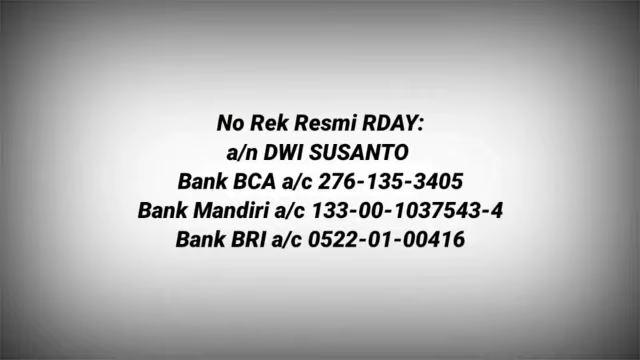 No Rek Resmi RDAY:
a/n DWI SUSANTO
Bank BCA a/c 276-135-3405
Bank Mandiri a/c 133-00-1037543-4
Bank BRI a/c 0522-01-00416